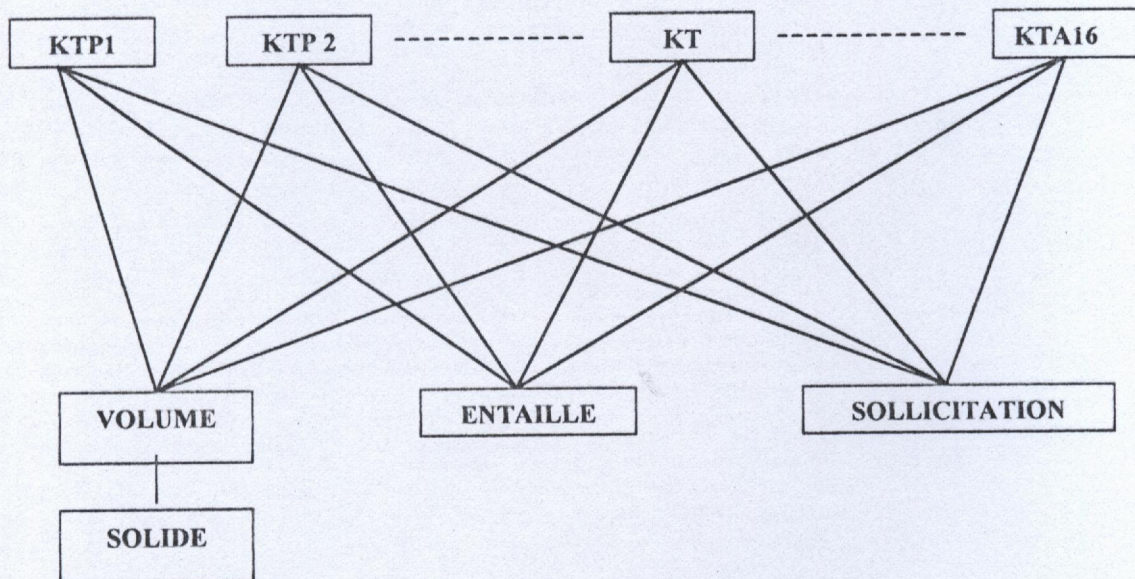 KTP1
KTP 2
KT
KTA16
VOLUME
ENTAILLE
SOLLICITATION
SOLIDE